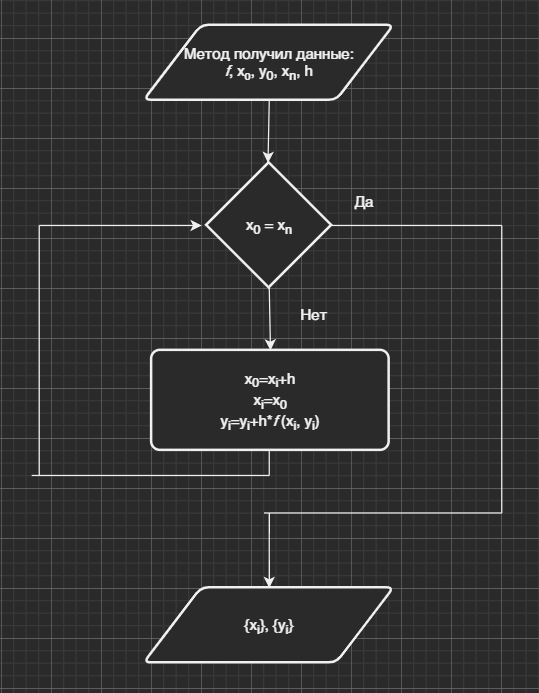 Метод получил данные:
f, x₀, y₀, xₙ, h
x₀ = xₙ
Да
Нет
x₀=xᵢ+h
xᵢ=x₀
yᵢ=yᵢ+h*f(xᵢ, yᵢ)
{xᵢ}, {yᵢ}